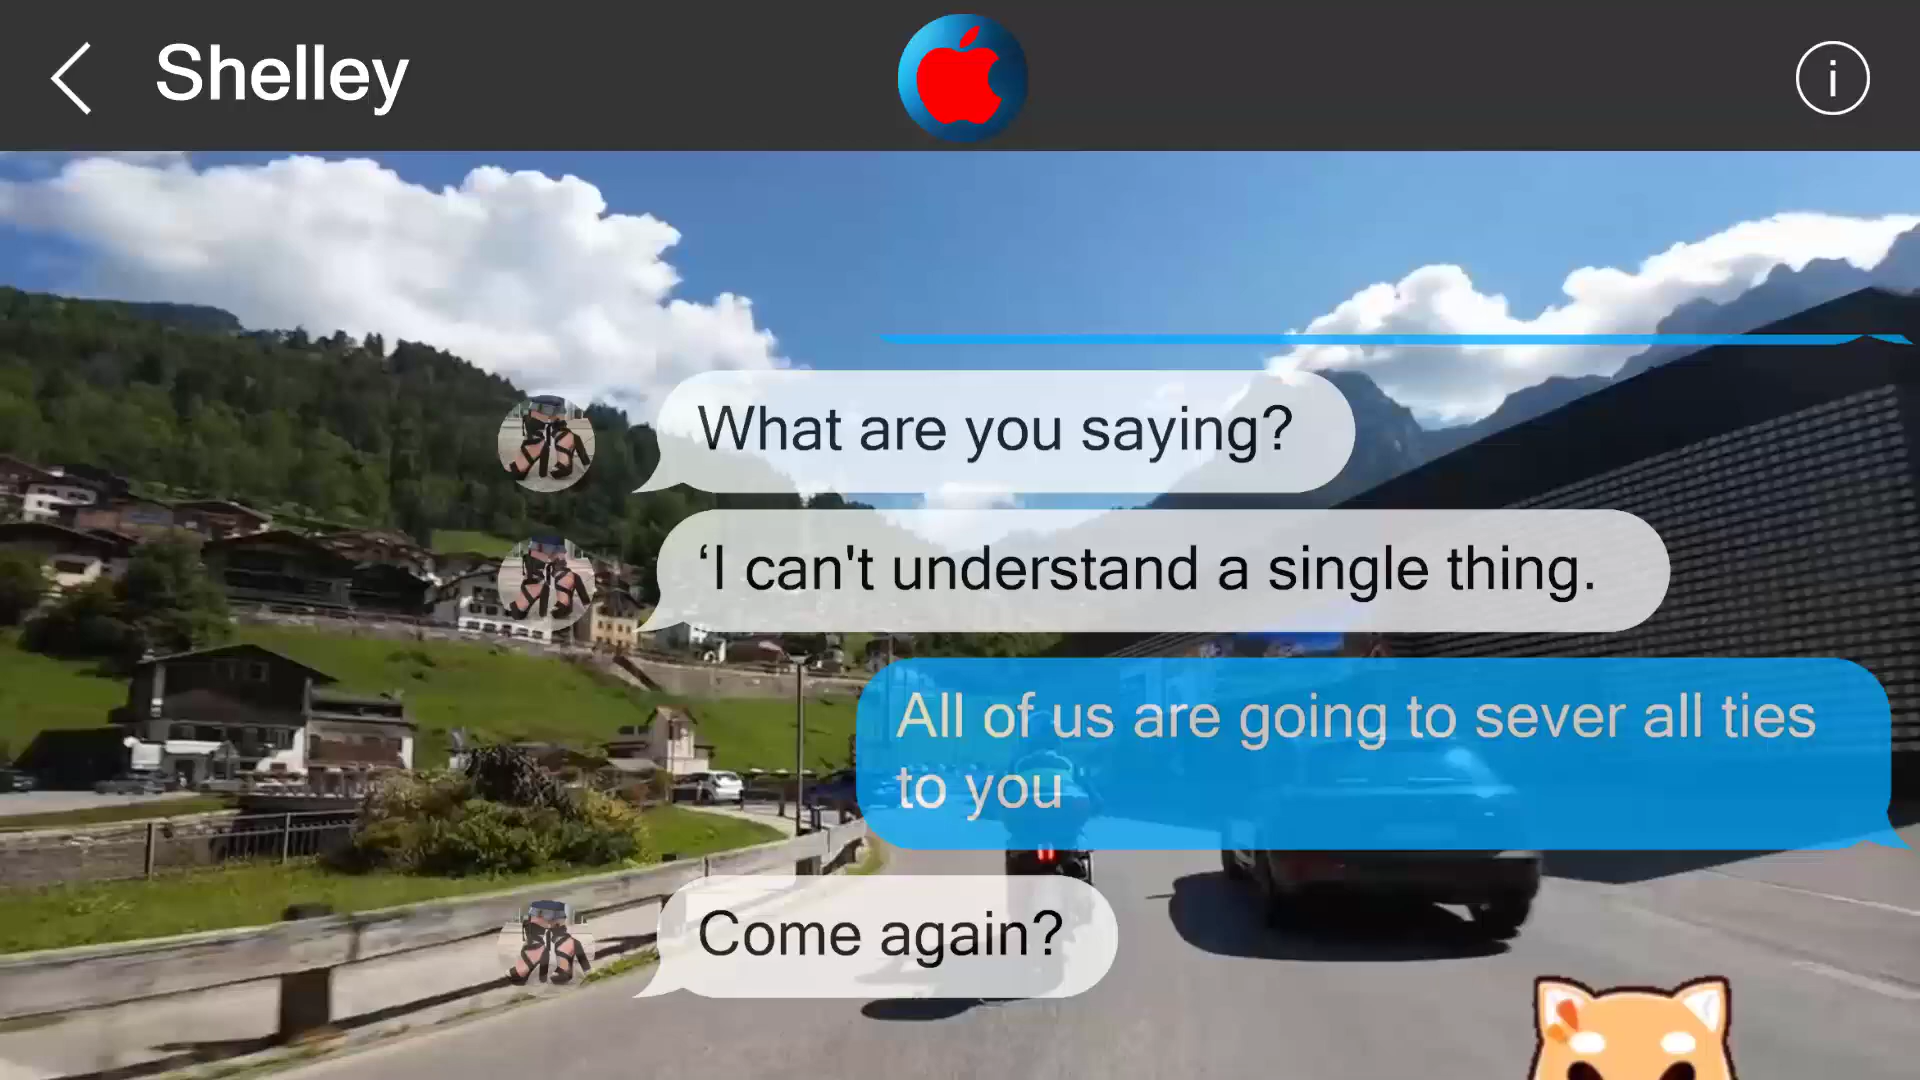 Shelley
What are you saying?
‘I can't understand a single thing.
All of us are going to sever all ties
to you
Come again?